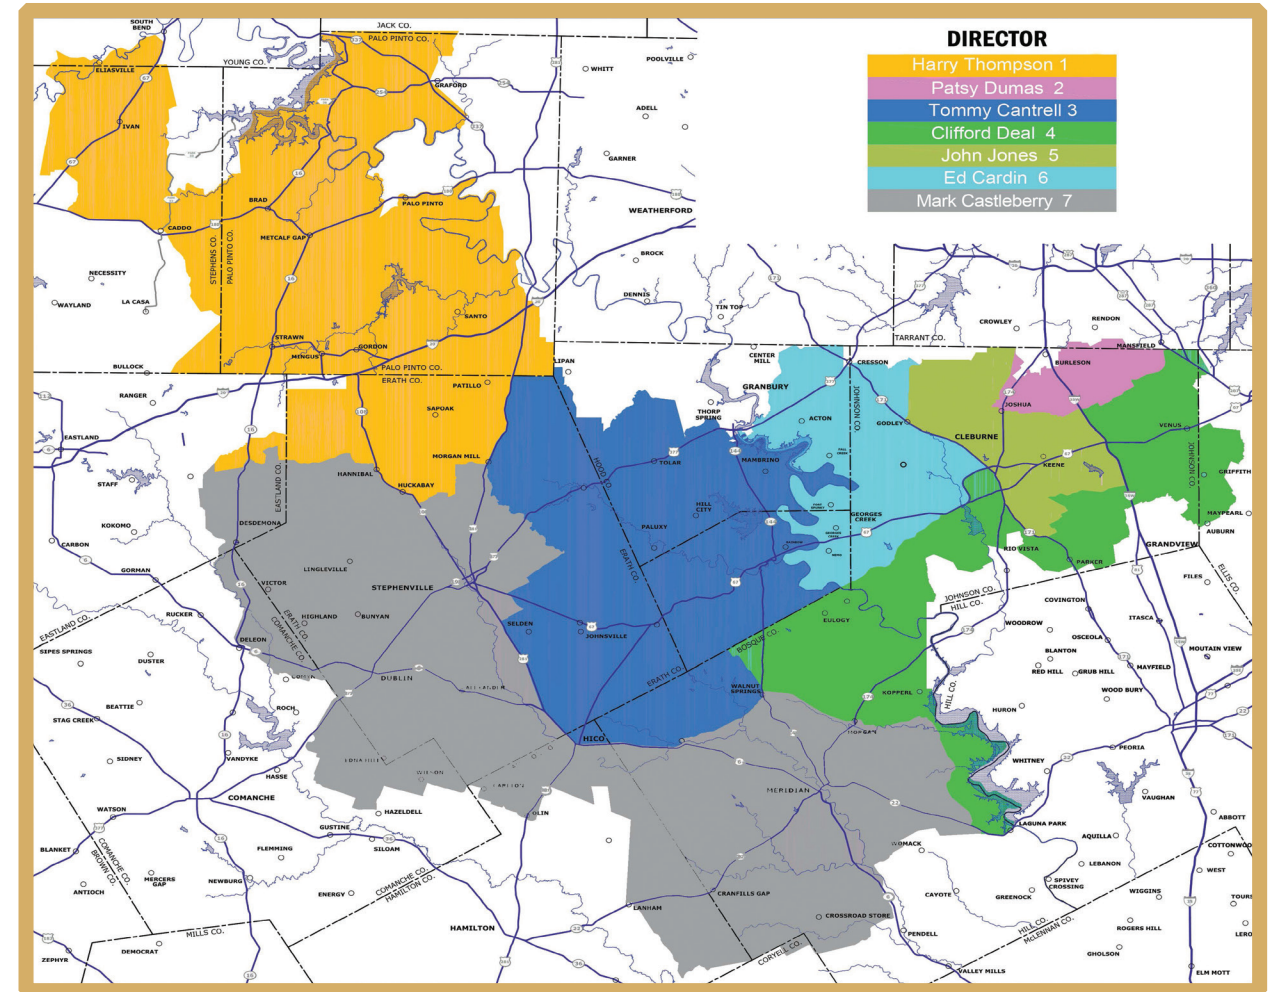 DIRECTOR
Harry Thompson 1
Patsy Dumas 2
Tommy Cantrell 3
Clifford Deal 4
John Jones 5
Ed Cardin 6
Mark Castleberry 7
SOUTH
BEND
JACK CO.
PALO PINTO CO.
YOUNG CO.
ELIASVILLE
IVAN
GRAFORD
WHITT
POOLVILLE
ADELL
GARNER
WEATHERFORD
BRAD
PALO PINTO
CADDO
METCALF GAP
STEPHENS CO.
PALO PINTO CO.
BROCK
NECESSITY
WAYLAND
LA CASA
DENNIS
TIN TOP
SANTO
STRAWN
MINGUS
GORDON
CROWLEY
RENDON
TARRANT CO.
MANSFIELD
BULLOCK
PALO PINTO CO.
ERATH CO.
PATILLO
LIPAN
CENTER
MILL
CRESSON
BURLESON
RANGER
GRANBURY
JOHNSON CO.
THORP
SPRING
ACTON
GODLEY
JOSHUA
SAPOAK
EASTLAND
CLEBURNE
VENUS
STAFF
EASTLAND CO.
HANNIBAL
MORGAN MILL
HUCKABAY
HOOD CO.
TOLAR
MAMBRINO
KEENE
JOHNSON CO.
GRIFFITH
KOKOMO
DESDEMONA
HILL
CITY
PALUXY
GEORGES
CREEK
MAYPEARL
AUBURN
CARBON
GORMAN
LINGLEVILLE
ERATH CO.
RIO VISTA
PARKER
GRANDVIEW
VICTOR
STEPHENVILLE
JOHNSON CO.
HILL CO.
FILES
ELLIS CO.
RUCKER
HIGHLAND
BUNYAN
ERATH CO.
COMANCHE CO.
EASTLAND CO.
SELDEN
JOHNSVILLE
EULOGY
BOSQUE CO.
COVINGTON
ITASCA
WOODROW
OSCEOLA
SIPES SPRINGS
DUSTER
DELEON
BLANTON
MOUTAIN VIEW
RED HILL
GRUB HILL
MAYFIELD
DUBLIN
ERATH CO.
WALNUT
SPRINGS
KOPPERL
HILL CO.
WOOD BURY
BEATTIE
STAG CREEK
ROCH
HURON
HICO
MORGAN
PEORIA
SIDNEY
VANDYKE
HASSE
WILSON
WHITNEY
COMANCHE
MERIDIAN
VAUGHAN
WATSON
HAZELDELL
OLIN
LAGUNA PARK
ABBOTT
GUSTINE
AQUILLA
BLANKET
COMANCHE CO.
BROWN CO.
FLEMMING
SILOAM
WOMACK
COTTONWOO
LEBANON
WEST
ANTIOCH
MERCERS
GAP
NEWBURG
ENERGY
COMANCHE CO.
HAMILTON CO.
CRANFILLS GAP
CAYOTE
GREENOCK
SPIVEY
CROSSING
WIGGINS
TOURS
LANHAM
CROSSROAD STORE
HAMILTON
PENDELL
HILL CO.
McLENNAN CO.
ROGERS HILL
LERO
MILLS CO.
DEMOCRAT
ZEPHYR
CORYELL CO.
GHOLSON
VALLEY MILLS
ELM MOTT